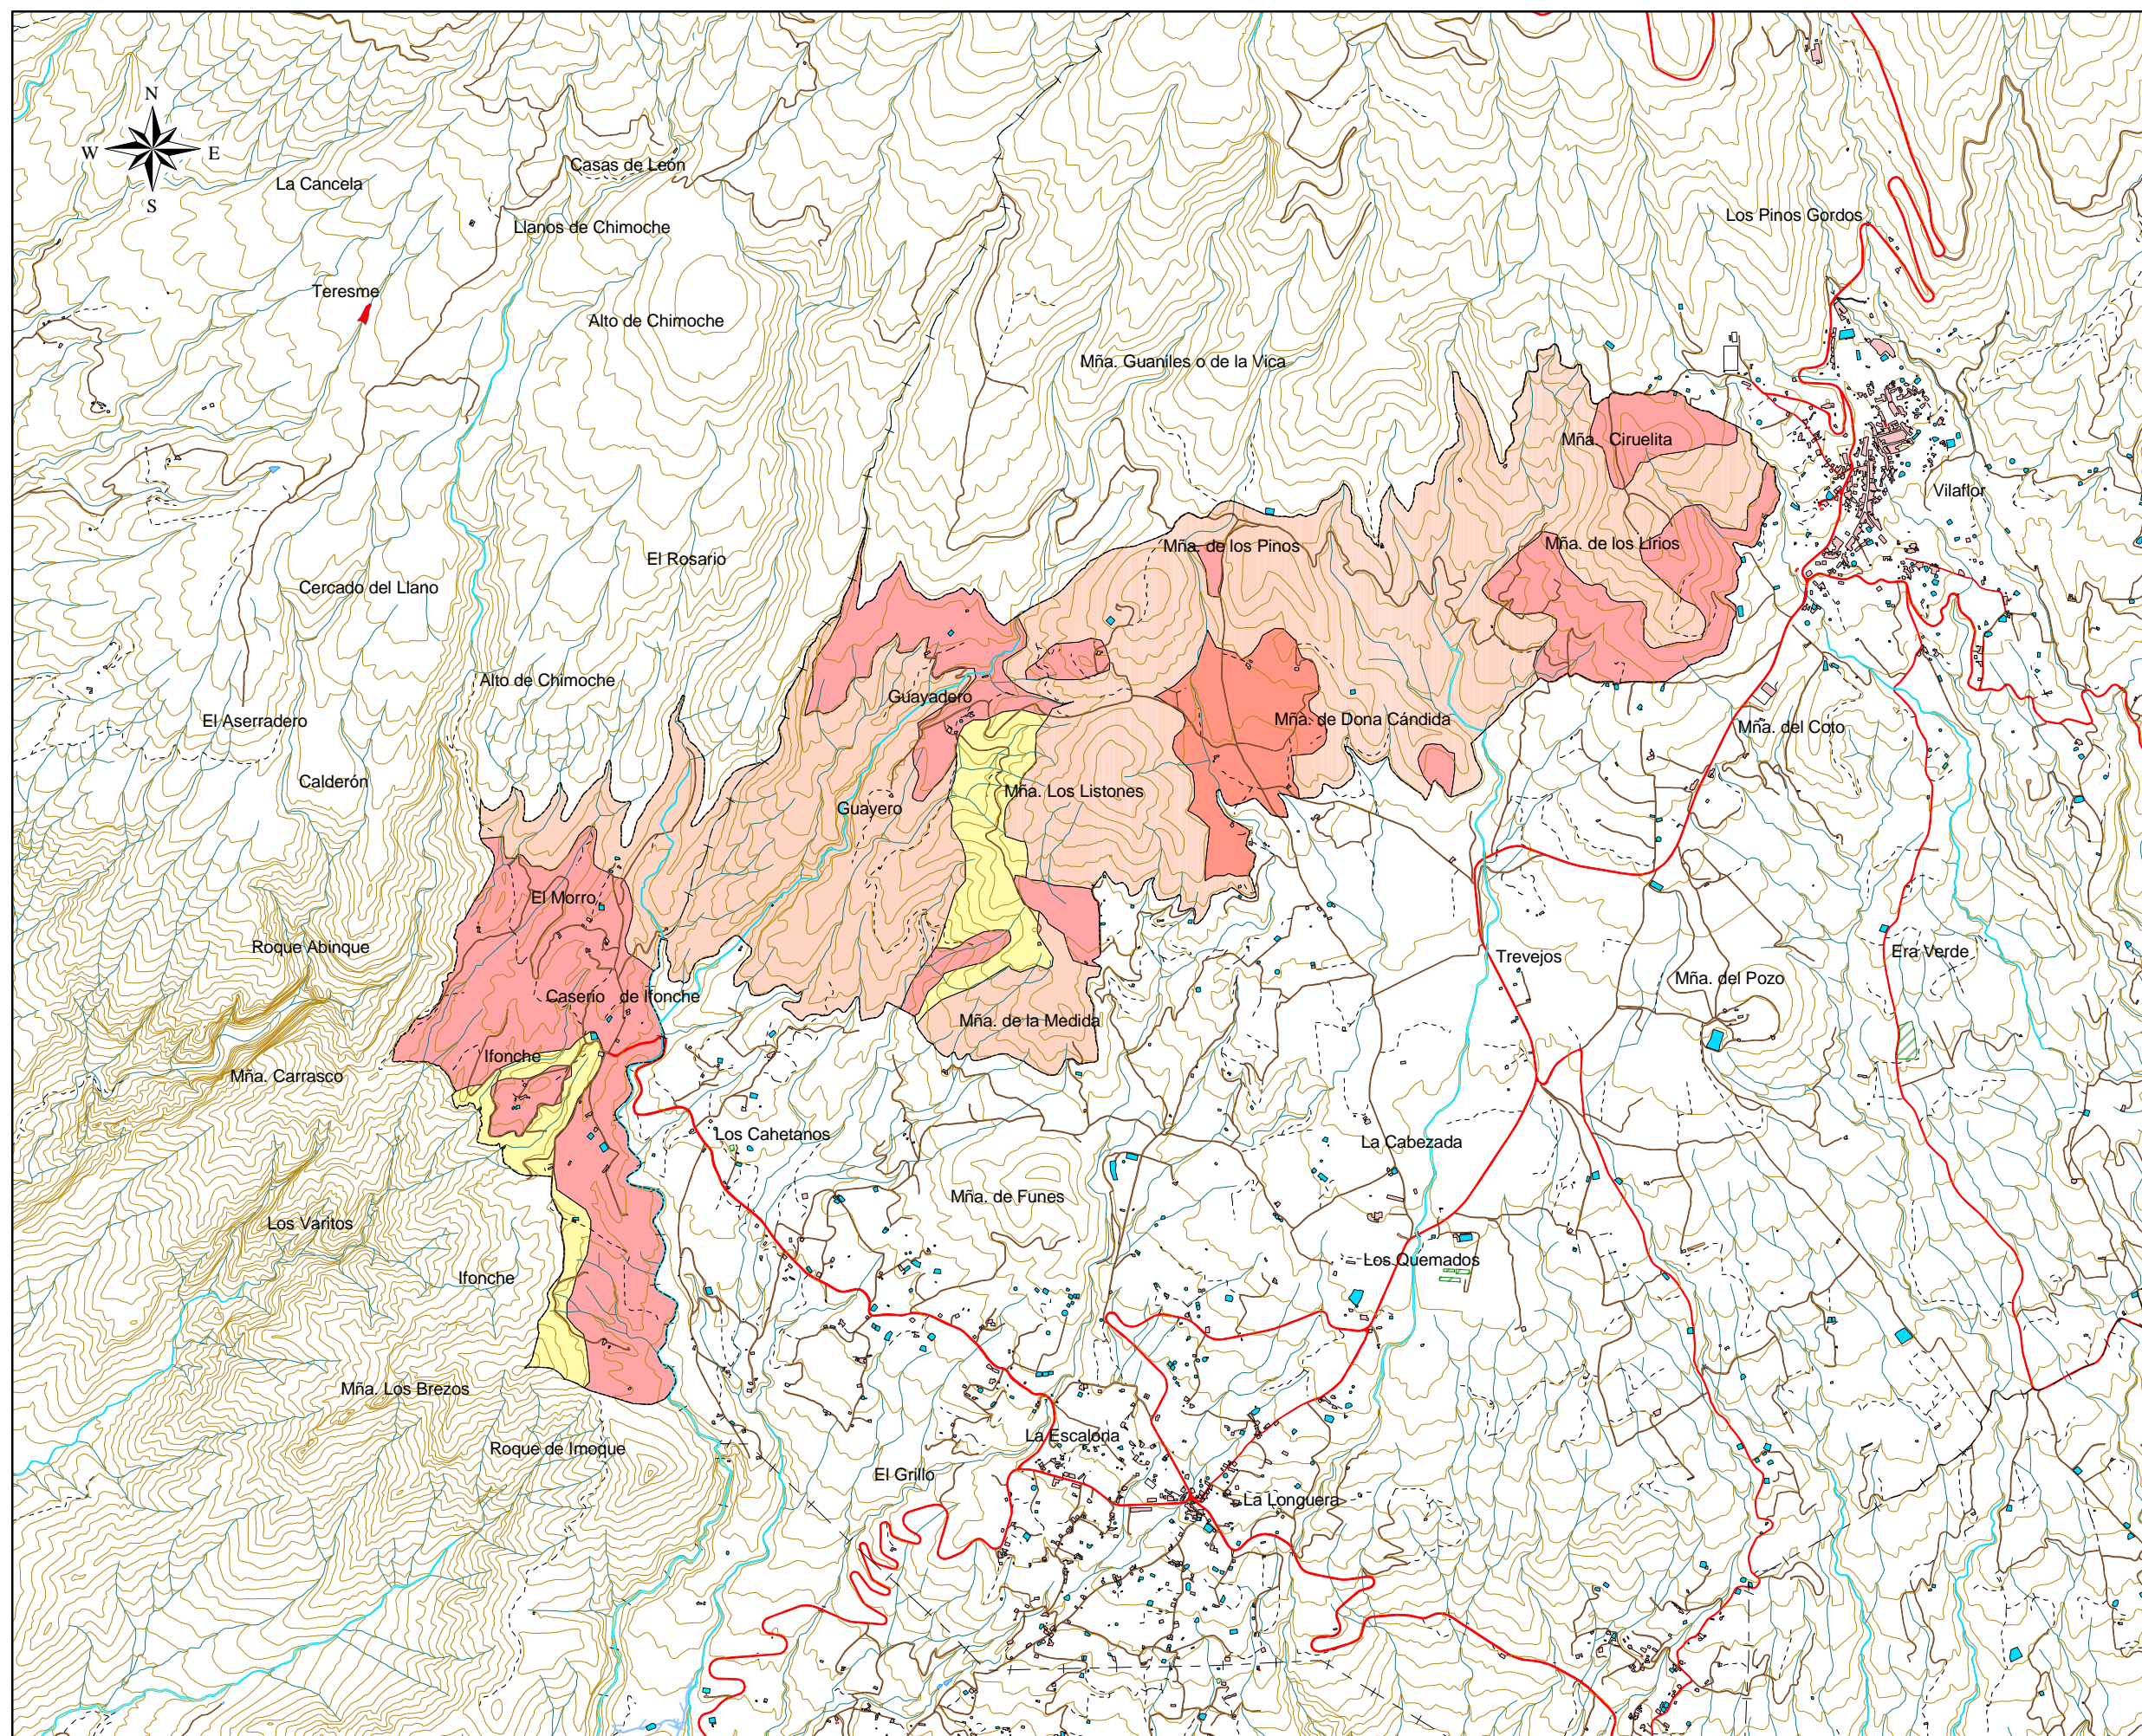 N
W E
S
Casas de León
La Cancela
Los Pinos Gordos
Llanos de Chimoche
Teresme
Alto de Chimoche
Mña. Guaniles o de la Vica
Mña. Ciruelita
Vilaflor
Mña. de los Pinos
Mña. de los Lirios
El Rosario
Cercado del Llano
Alto de Chimoche
Guayadero
El Aserradero
Mña. de Dona Cándida
Mña. del Coto
Calderón
Mña. Los Listones
Guayero
El Morro
Roque Abinque
Era Verde
Trevejos
Mña. del Pozo
Caserio de Ifonche
Mña. de la Medida
Ifonche
Mña. Carrasco
Los Cahetanos
La Cabezada
Mña. de Funes
Los Varitos
Los Quemados
Ifonche
Mña. Los Brezos
La Escalona
Roque de Imoque
El Grillo
La Longuera